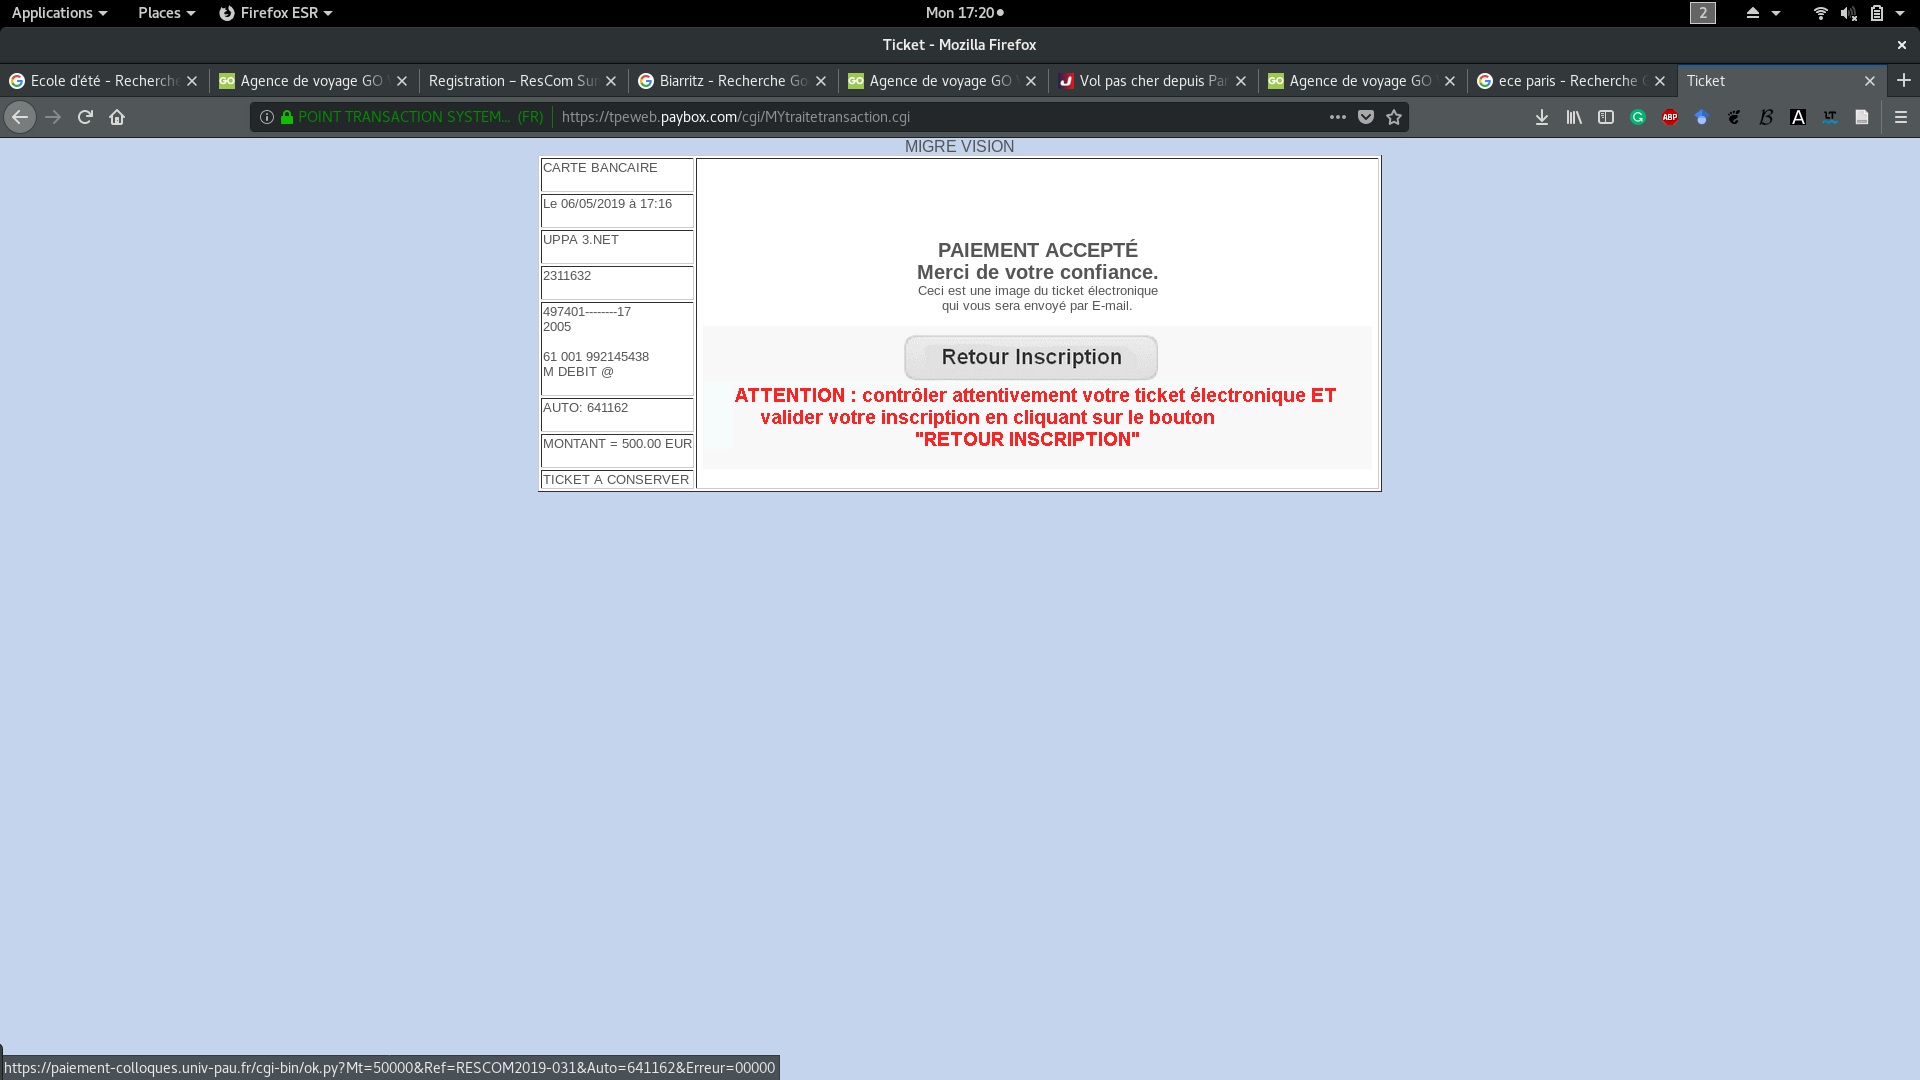 Applications
Places
Firefox ESR
Mon 17:20
2
Ticket - Mozilla Firefox
Ecole d'été - Recherche
Agence de voyage GO
Registration – ResCom Sum
Biarritz - Recherche Go
Agence de voyage GO
Vol pas cher depuis Par
Agence de voyage GO
ece paris - Recherche G
Ticket
POINT TRANSACTION SYSTEM... (FR)
https://tpeweb.paybox.com/cgi/MYtraitetransaction.cgi
MIGRE VISION
CARTE BANCAIRE
Le 06/05/2019 à 17:16
UPPA 3.NET
2311632
497401--------17
2005
61 001 992145438
M DEBIT @
AUTO: 641162
MONTANT = 500.00 EUR
TICKET A CONSERVER
PAIEMENT ACCEPTÉ
Merci de votre confiance.
Ceci est une image du ticket électronique
qui vous sera envoyé par E-mail.
Retour Inscription
ATTENTION : contrôler attentivement votre ticket électronique ET
valider votre inscription en cliquant sur le bouton
"RETOUR INSCRIPTION"
https://paiement-colloques.univ-pau.fr/cgi-bin/ok.py?Mt=50000&Ref=RESCOM2019-031&Auto=641162&Erreur=00000